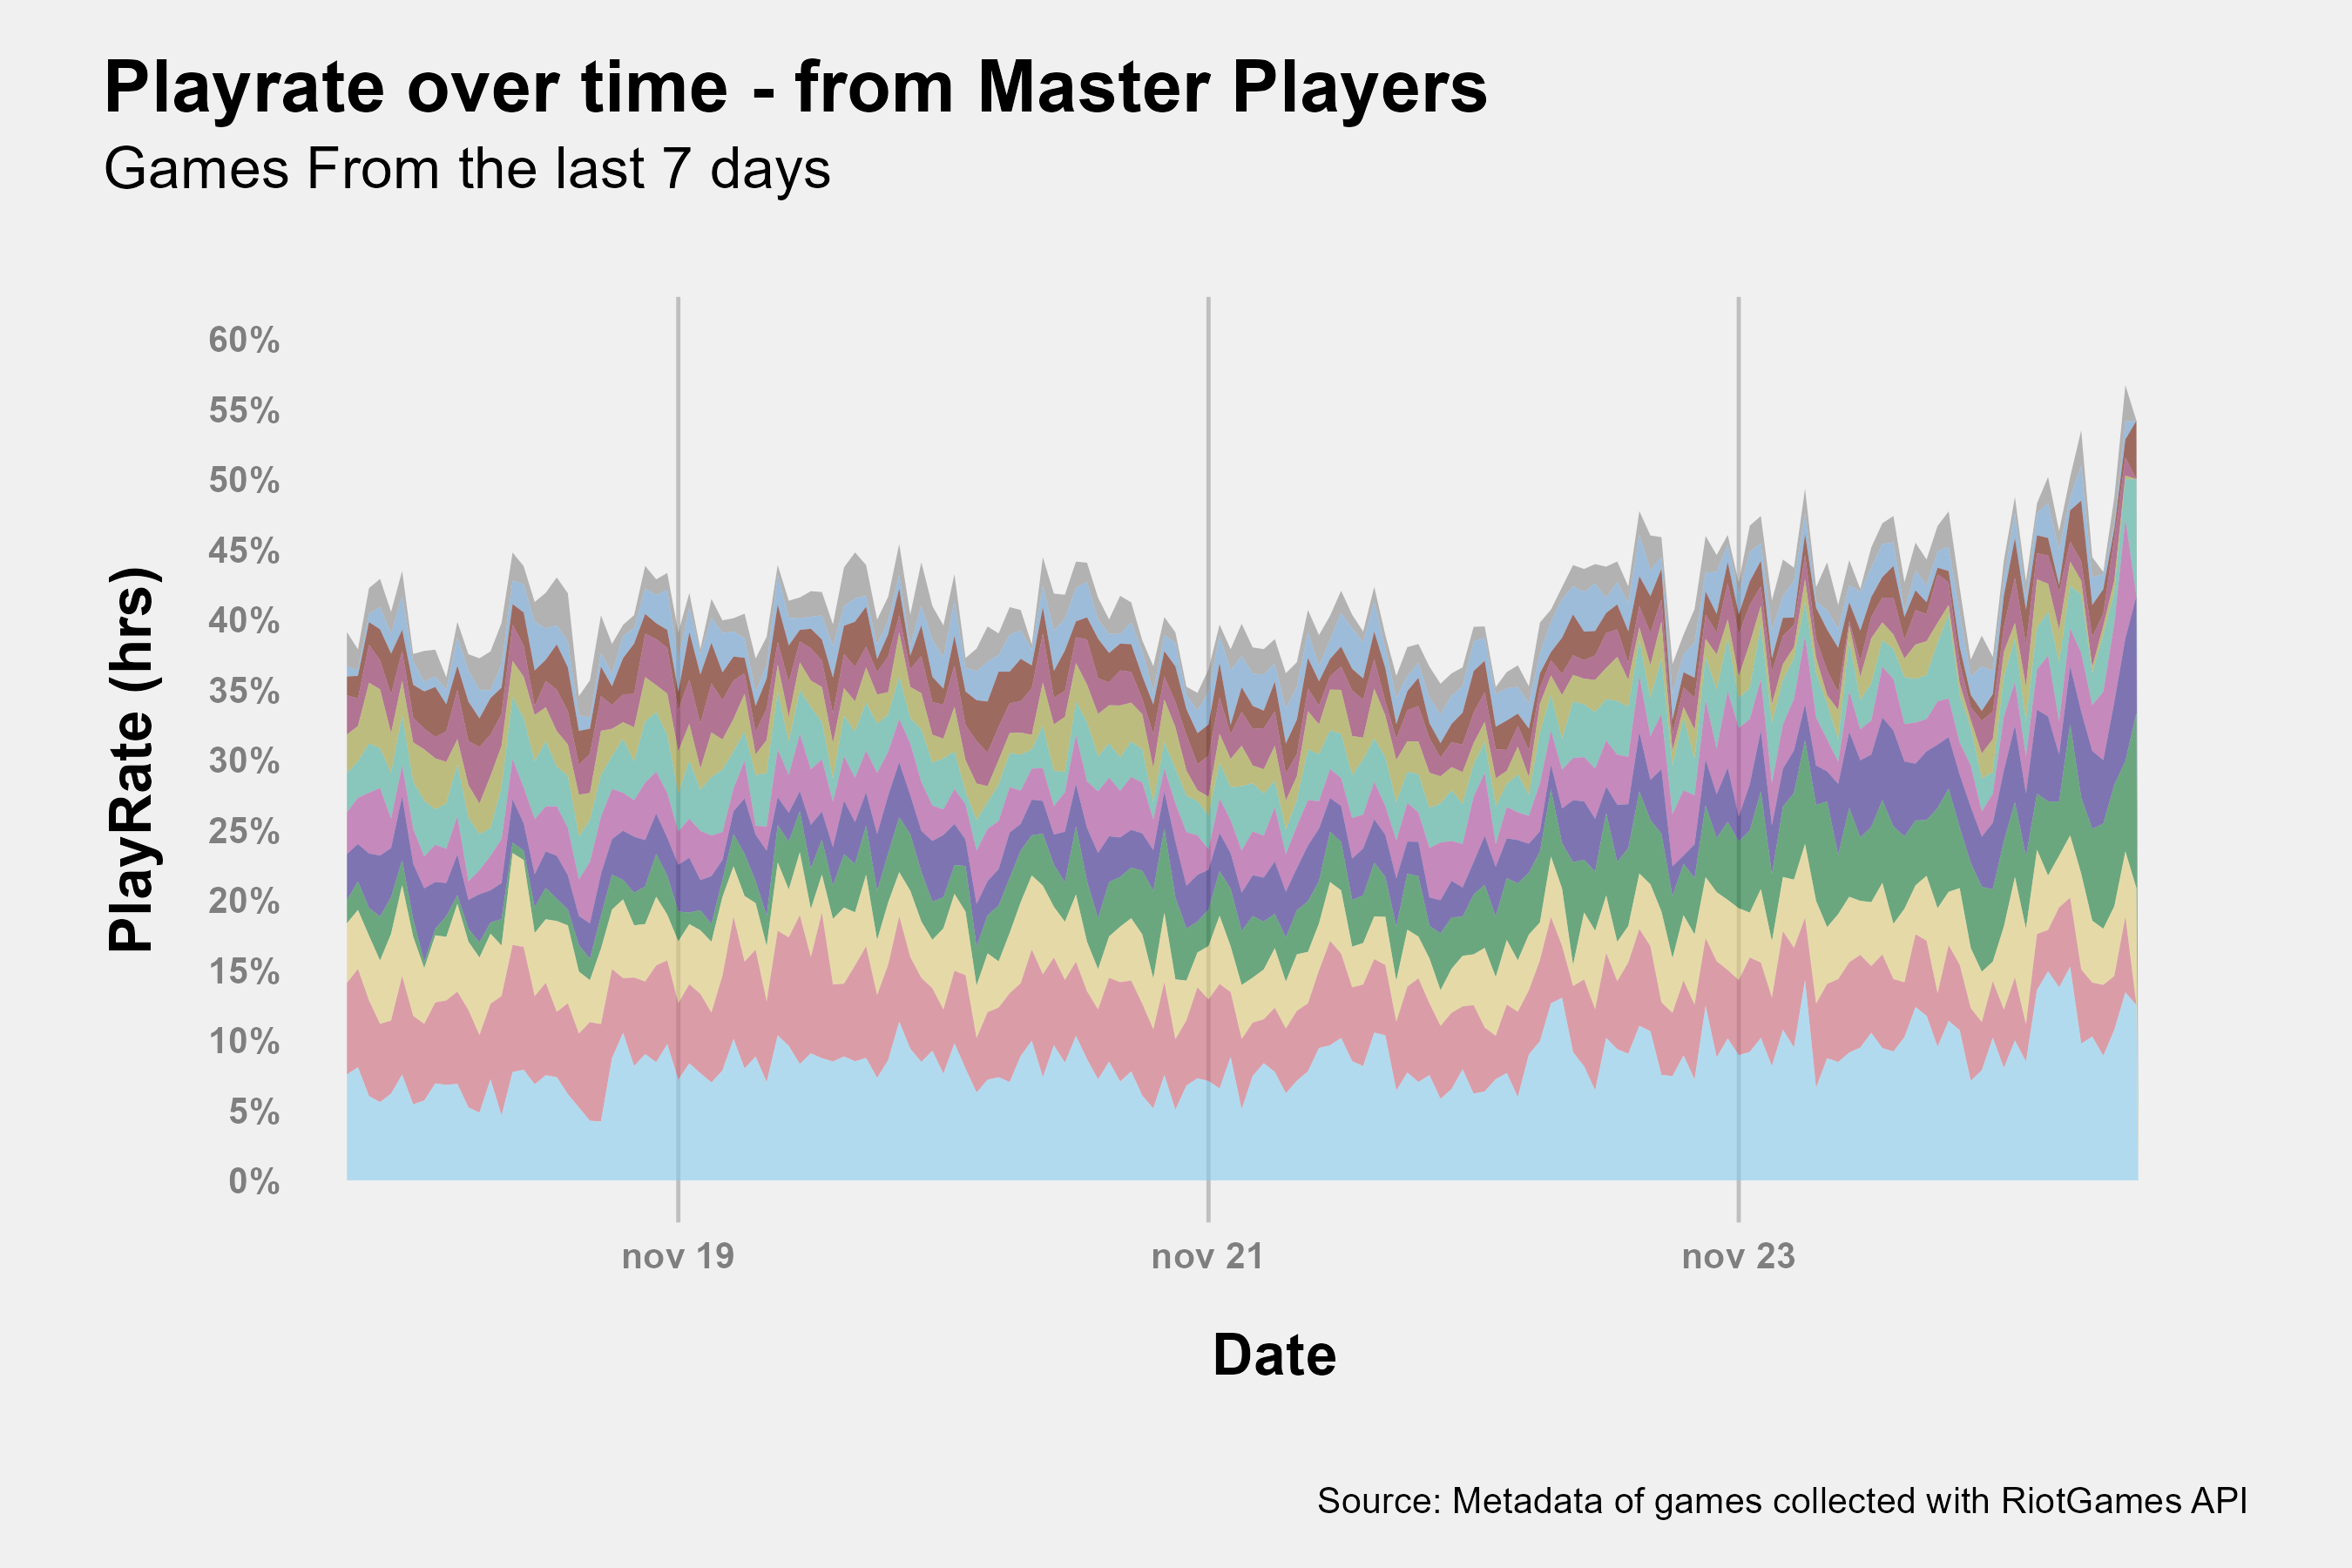 Playrate over time - from Master Players
Games From the last 7 days
PlayRate (hrs)
60%
55%
50%
45%
40%
35%
30%
25%
20%
15%
10%
5%
0%
nov 19
nov 21
nov 23
Date
Source: Metadata of games collected with RiotGames API